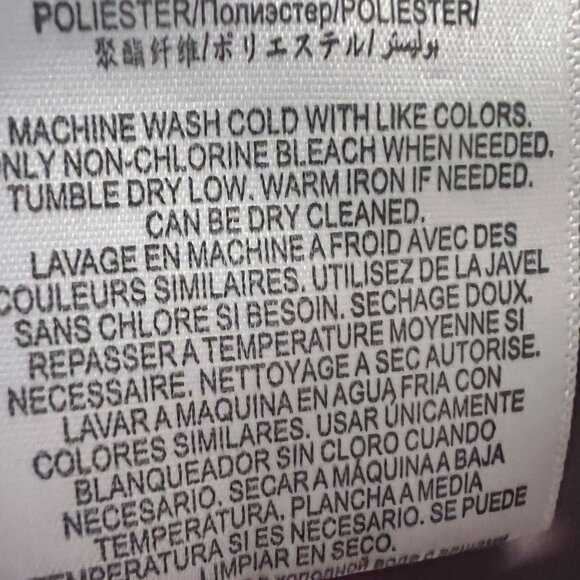 POLIESTER/Полиэстер/POLIESTER/
聚酯纤维/ポリエステル/بوليستر
MACHINE WASH COLD WITH LIKE COLORS.
ONLY NON-CHLORINE BLEACH WHEN NEEDED.
TUMBLE DRY LOW. WARM IRON IF NEEDED.
CAN BE DRY CLEANED.
LAVAGE EN MACHINE A FROID AVEC DES
COULEURS SIMILAIRES. UTILISEZ DE LA JAVEL
SANS CHLORE SI BESOIN. SECHAGE DOUX.
REPASSER A TEMPERATURE MOYENNE SI
NECESSAIRE. NETTOYAGE A SEC AUTORISE.
LAVAR A MAQUINA EN AGUA FRIA CON
COLORES SIMILARES. USAR ÚNICAMENTE
BLANQUEADOR SIN CLORO CUANDO
NECESARIO. SECAR A MÁQUINA A BAJA
TEMPERATURA, PLANCHA A MEDIA
TEMPERATURA SI ES NECESARIO. SE PUEDE
LIMPIAR EN SECO.
холодной воде с